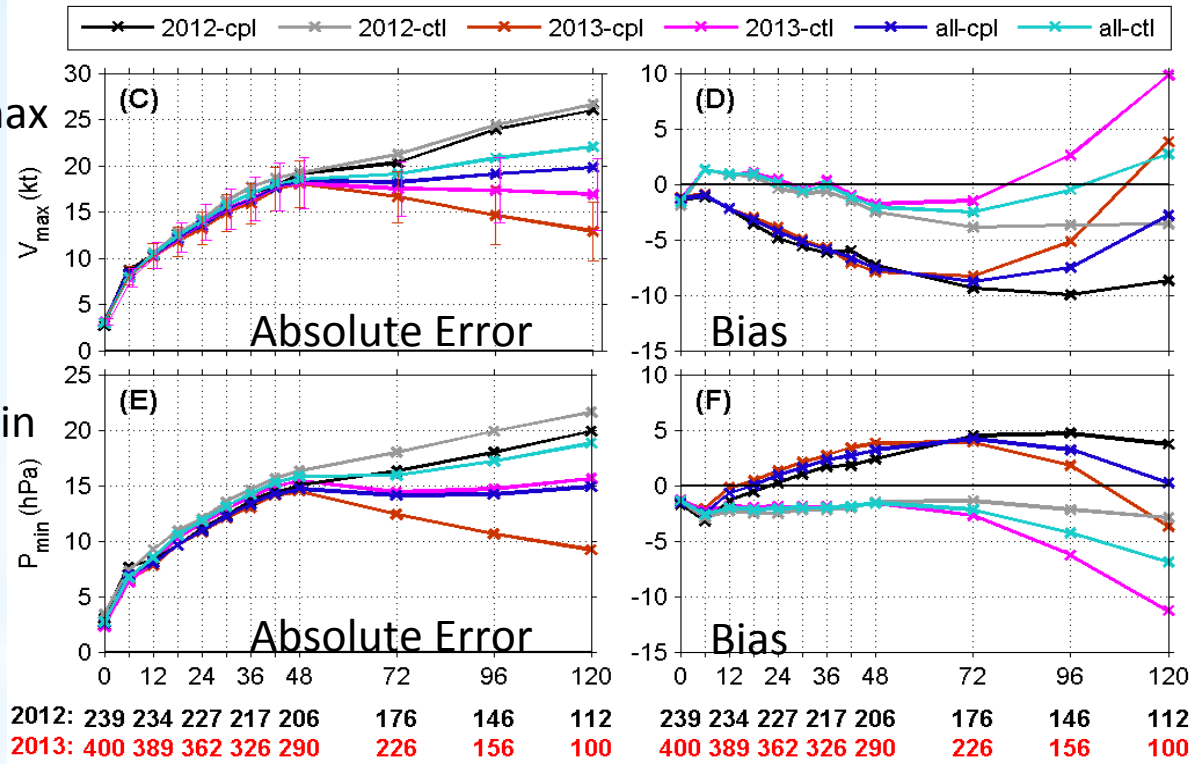 2012-cpl 2012-ctl 2013-cpl 2013-ctl all-cpl all-ctl
ax
V_max (kt)
30
25
20
15
10
5
0
(C)
Absolute Error
10
5
0
-5
-10
-15
(D)
Bias
in
P_min (hPa)
25
20
15
10
5
0
(E)
Absolute Error
0 12 24 36 48 72 96 120
10
5
0
-5
-10
-15
(F)
Bias
0 12 24 36 48 72 96 120
2012: 239 234 227 217 206 176 146 112 239 234 227 217 206 176 146 112
2013: 400 389 362 326 290 226 156 100 400 389 362 326 290 226 156 100